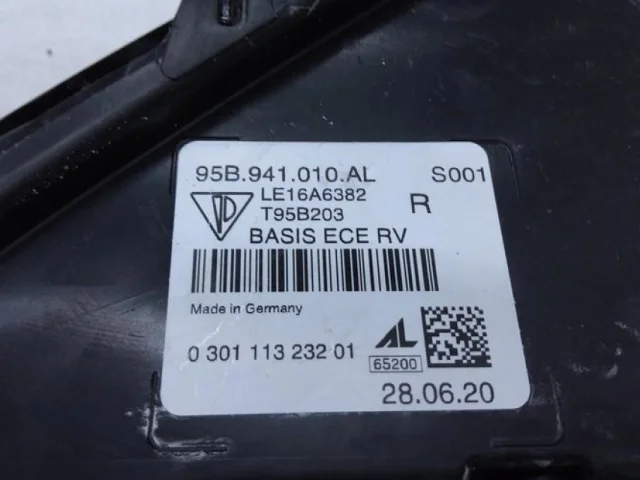 95B.941.010.AL S001
LE16A6382
T95B203 R
BASIS ECE RV
Made in Germany
0 301 113 232 01 AL
65200
28.06.20